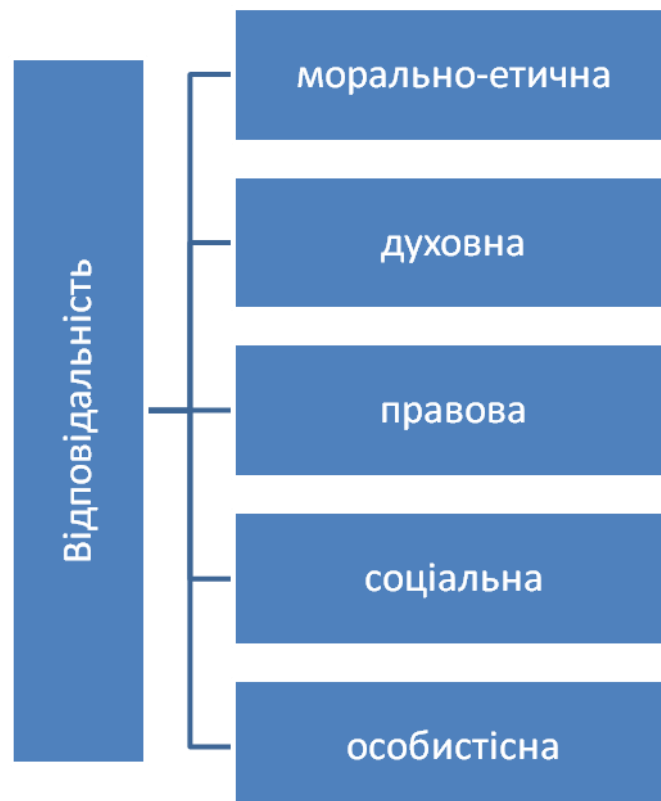 Відповідальність
морально-етична
духовна
правова
соціальна
особистісна